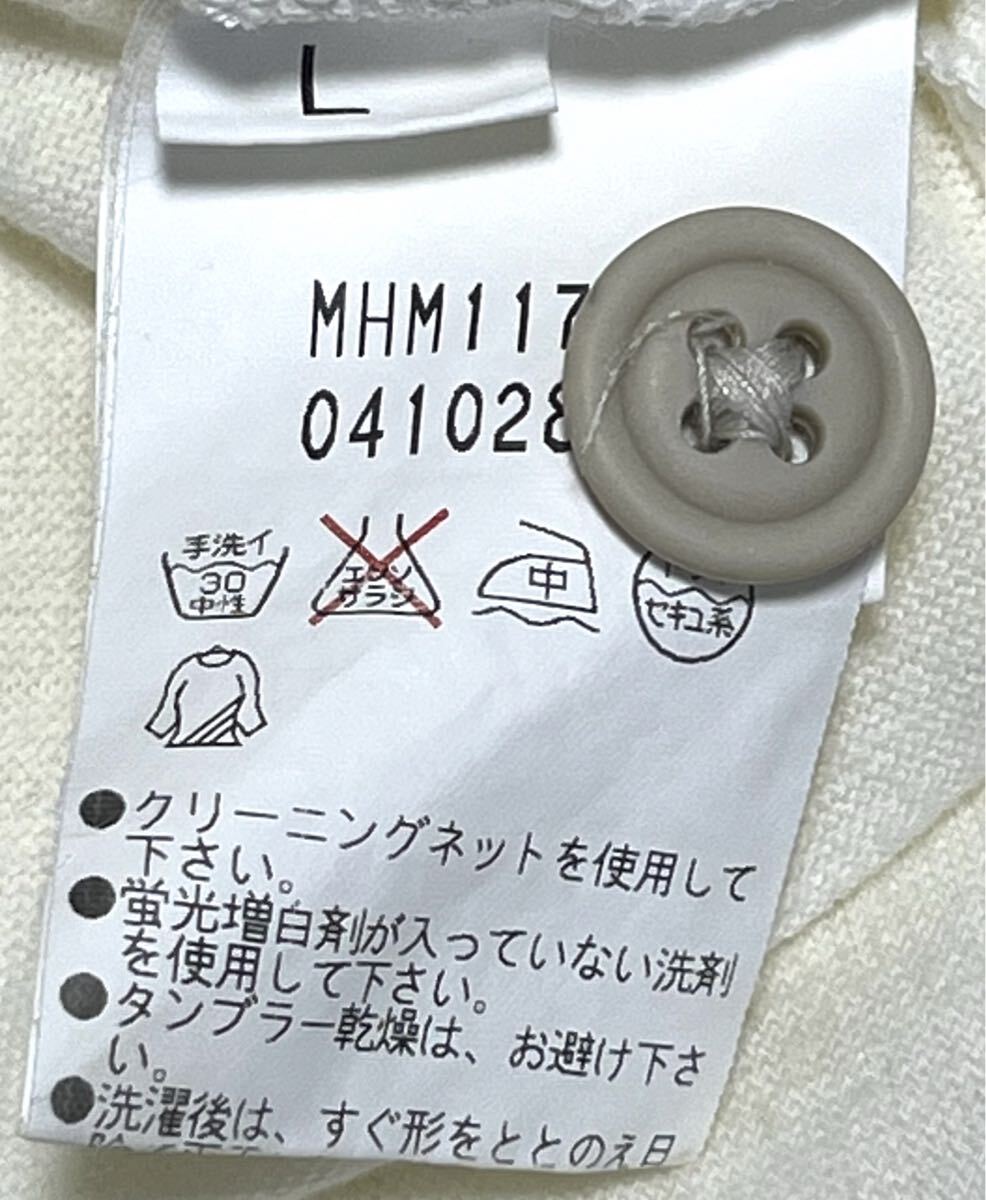 L
MHM117
041028
手洗イ
30
中性
エンソ
サラシ
中
セキユ系
クリーニングネットを使用して
下さい。
蛍光増白剤が入っていない洗剤
を使用して下さい。
タンブラー乾燥は、お避け下さ
い。
洗濯後は、すぐ形をととのえ日